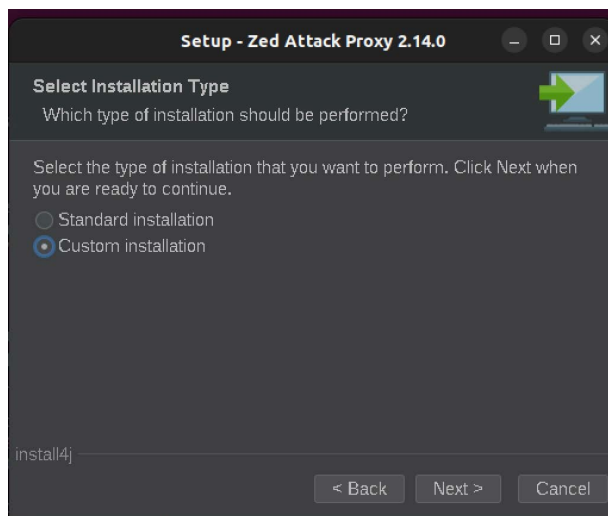 Setup - Zed Attack Proxy 2.14.0
Select Installation Type
Which type of installation should be performed?
Select the type of installation that you want to perform. Click Next when
you are ready to continue.
Standard installation
Custom installation
install4j
< Back Next > Cancel